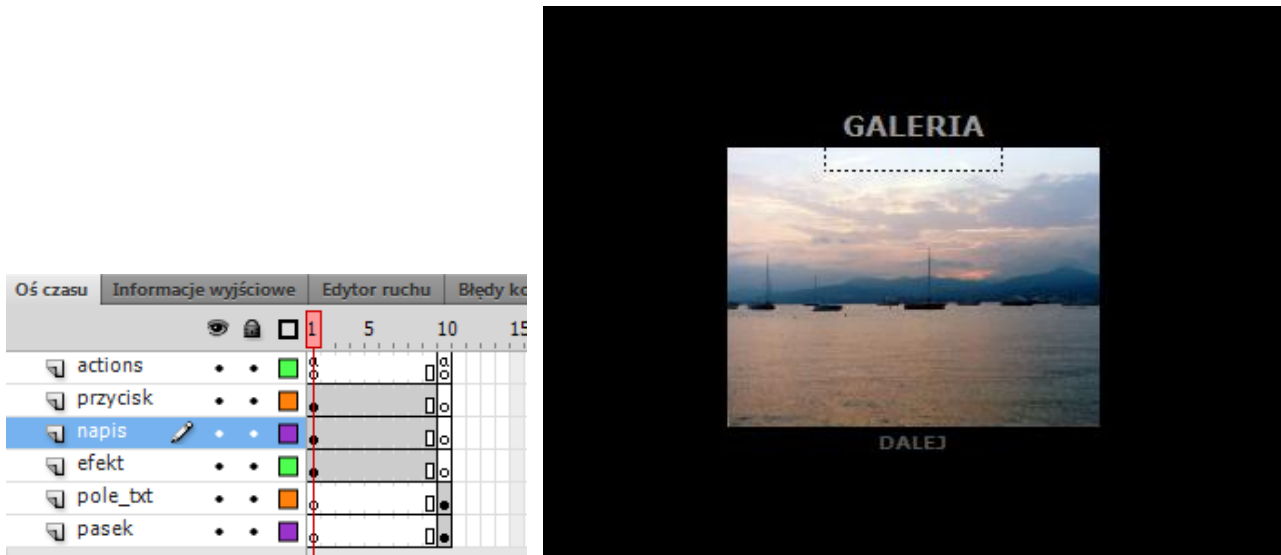 GALERIA
DALEJ
Oś czasu Informacje wyjściowe Edytor ruchu Błędy ko
1 5 10 15
actions a a
przycisk
napis
efekt
pole_txt
pasek